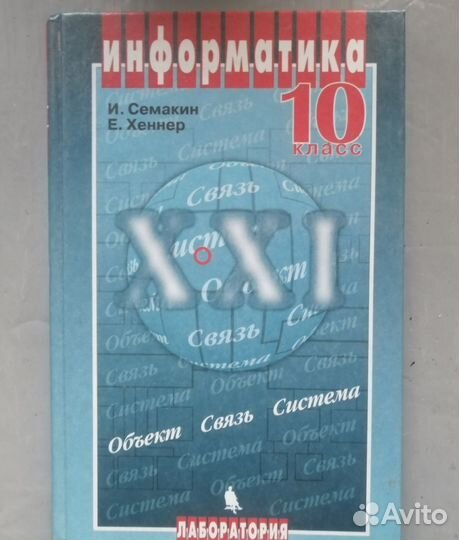 информатика
И. Семакин
Е. Хеннер
10
класс
Связь
Система
Связь
Система
XXI
Объект
Связь
Объект
Система
Объект Связь Система
Объект
Связь
Система
ЛАБОРАТОРИЯ
Avito